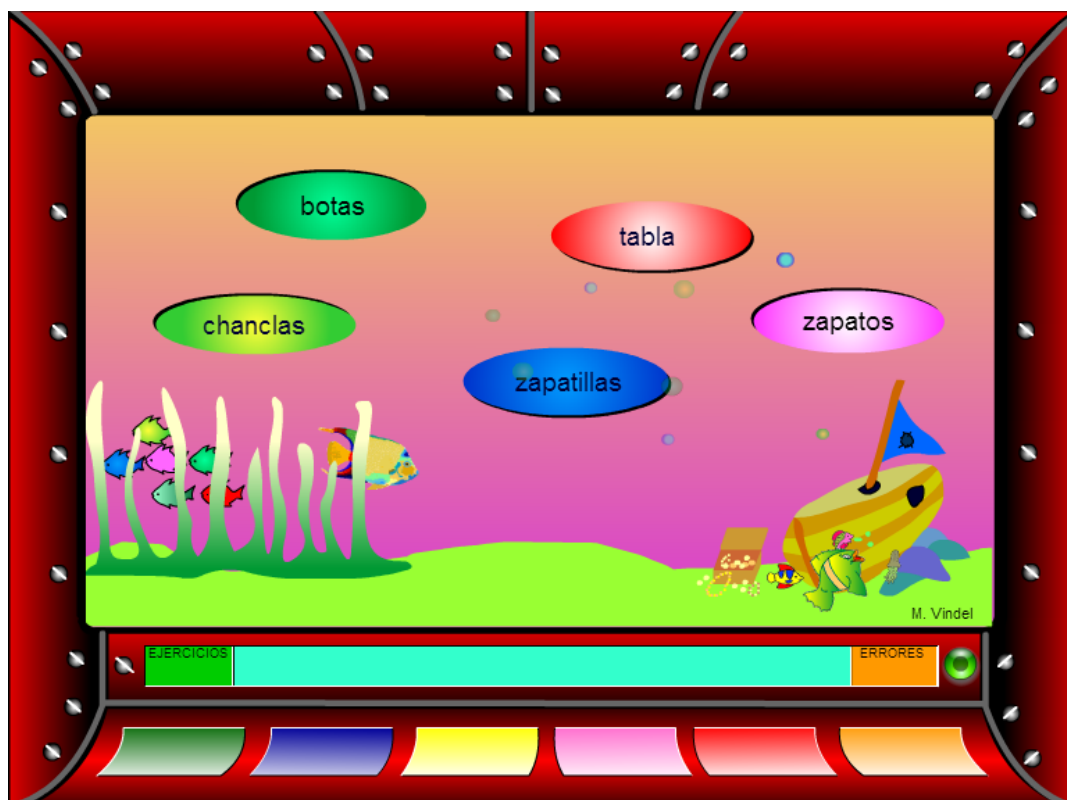 botas
tabla
chanclas
zapatos
zapatillas
M. Vindel
EJERCICIOS
ERRORES